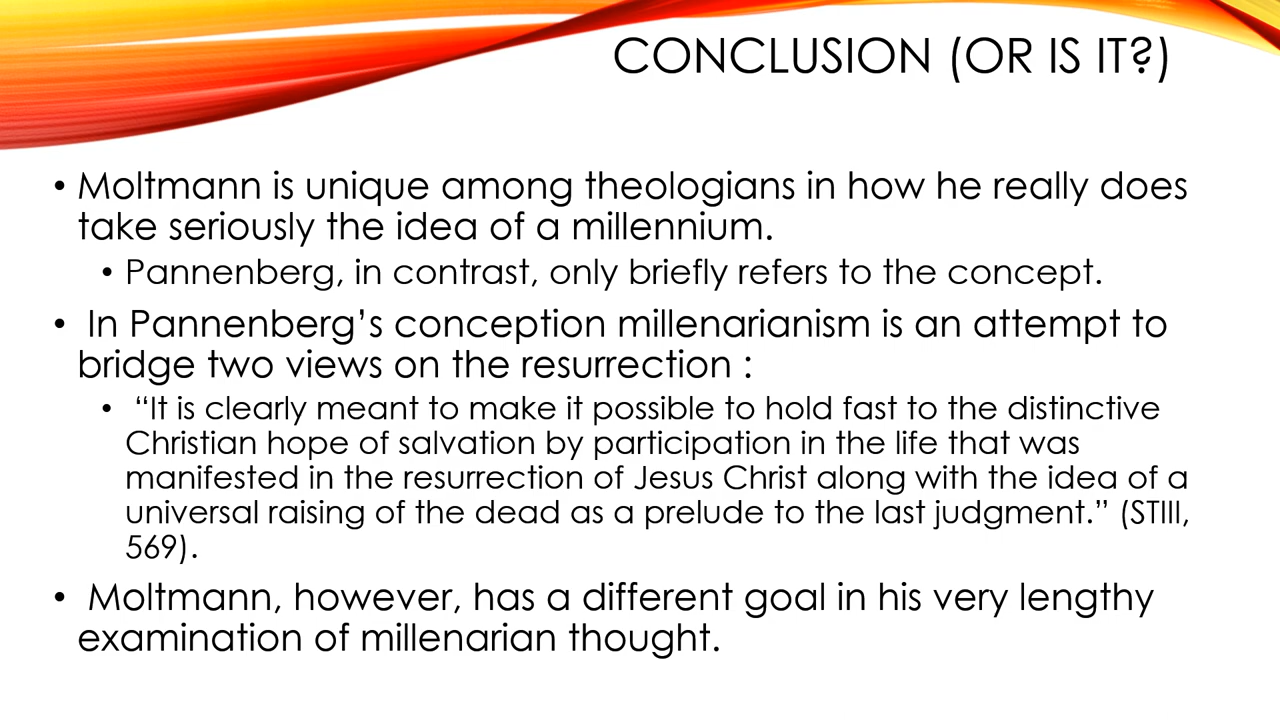 CONCLUSION (OR IS IT?)
• Moltmann is unique among theologians in how he really does
take seriously the idea of a millennium.
• Pannenberg, in contrast, only briefly refers to the concept.
• In Pannenberg’s conception millenarianism is an attempt to
bridge two views on the resurrection :
• “It is clearly meant to make it possible to hold fast to the distinctive
Christian hope of salvation by participation in the life that was
manifested in the resurrection of Jesus Christ along with the idea of a
universal raising of the dead as a prelude to the last judgment.” (STIII,
569).
• Moltmann, however, has a different goal in his very lengthy
examination of millenarian thought.